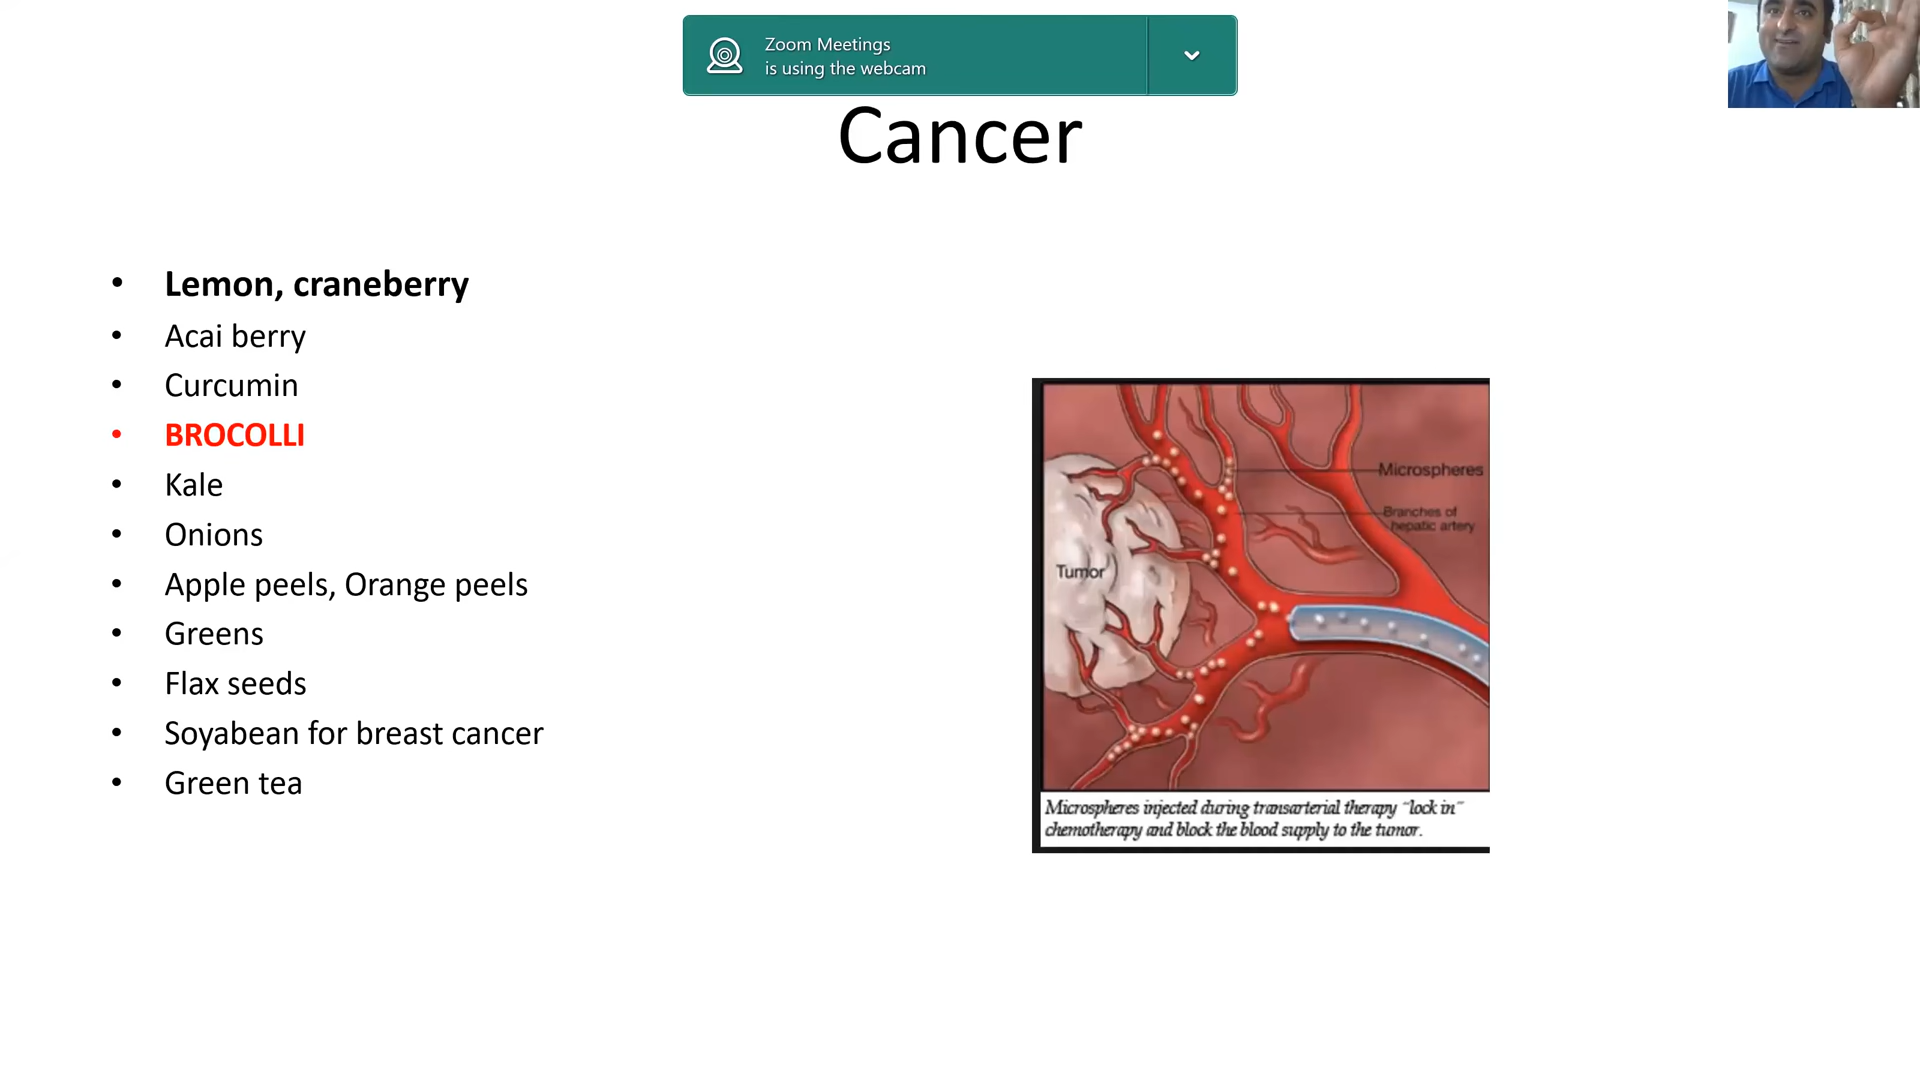 Zoom Meetings
is using the webcam
Cancer
• Lemon, craneberry
• Acai berry
• Curcumin
• BROCOLLI
• Kale
• Onions
• Apple peels, Orange peels
• Greens
• Flax seeds
• Soyabean for breast cancer
• Green tea
Microspheres
Branches of
hepatic artery
Tumor
Microspheres injected during transarterial therapy "lock in"
chemotherapy and block the blood supply to the tumor.